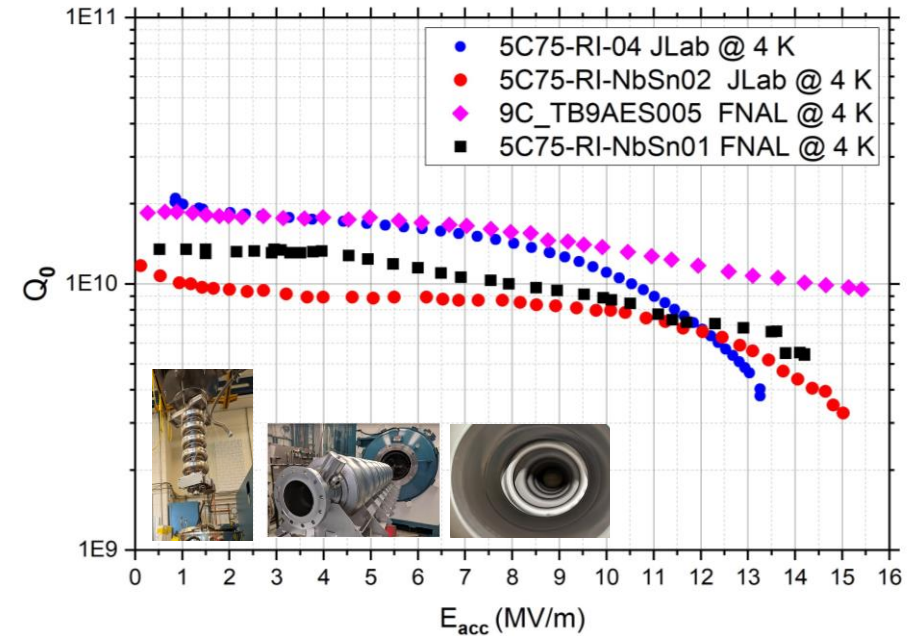 1E11
5C75-RI-04 JLab @ 4 K
5C75-RI-NbSn02 JLab @ 4 K
9C_TB9AES005 FNAL @ 4 K
5C75-RI-NbSn01 FNAL @ 4 K
Q0
1E10
1E9
0 1 2 3 4 5 6 7 8 9 10 11 12 13 14 15 16
Eacc (MV/m)